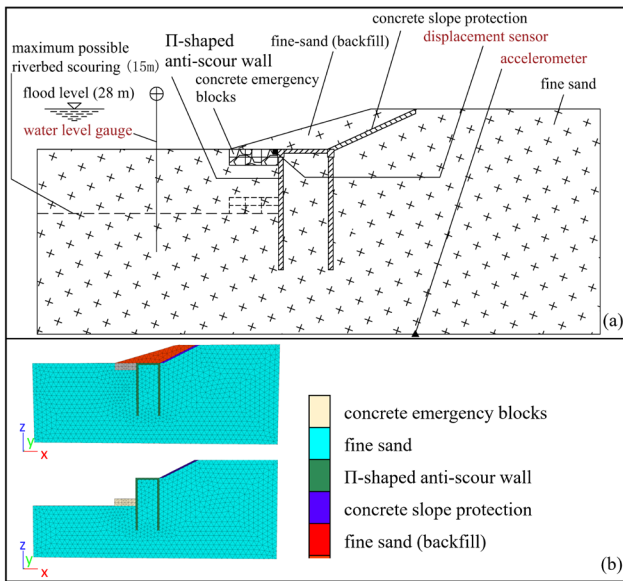 concrete slope protection
Π-shaped
anti-scour wall
fine-sand (backfill)
displacement sensor
maximum possible
riverbed scouring (15m)
concrete emergency
blocks
accelerometer
flood level (28 m)
fine sand
water level gauge
(a)
z
y
x
z
y
x
concrete emergency blocks
fine sand
Π-shaped anti-scour wall
concrete slope protection
fine sand (backfill)
(b)